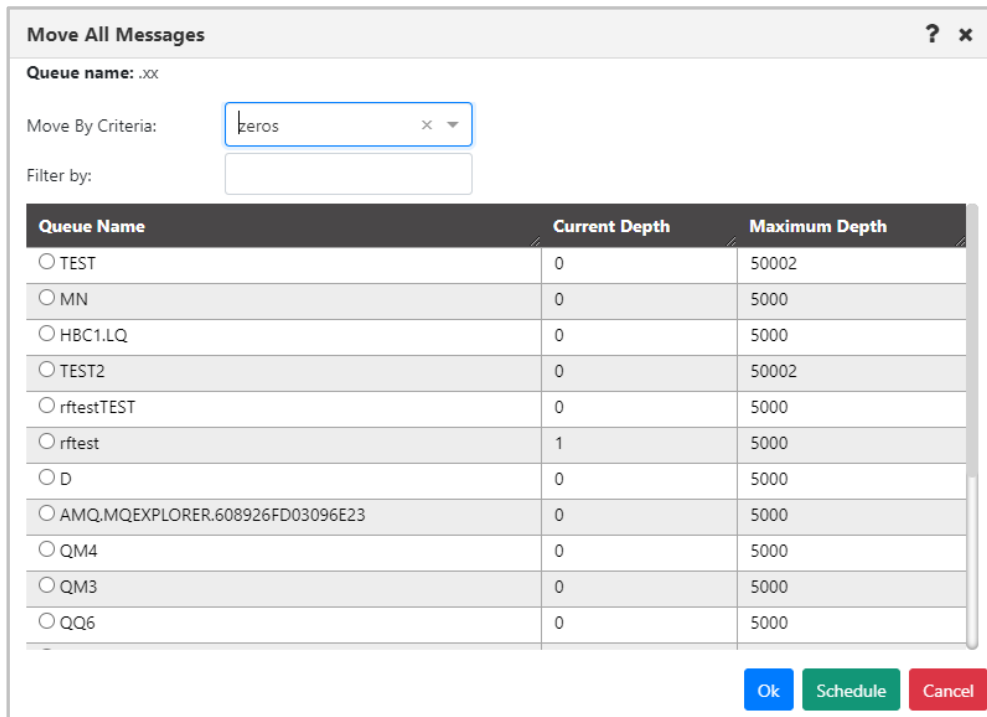 Move All Messages ? ×
Queue name: .xx
Move By Criteria: zeros ×
Filter by:
Queue Name Current Depth Maximum Depth
TEST 0 50002
MN 0 5000
HBC1.LQ 0 5000
TEST2 0 50002
rftestTEST 0 5000
rftest 1 5000
D 0 5000
AMQ.MQEXPLORER.608926FD03096E23 0 5000
QM4 0 5000
QM3 0 5000
QQ6 0 5000
Ok Schedule Cancel